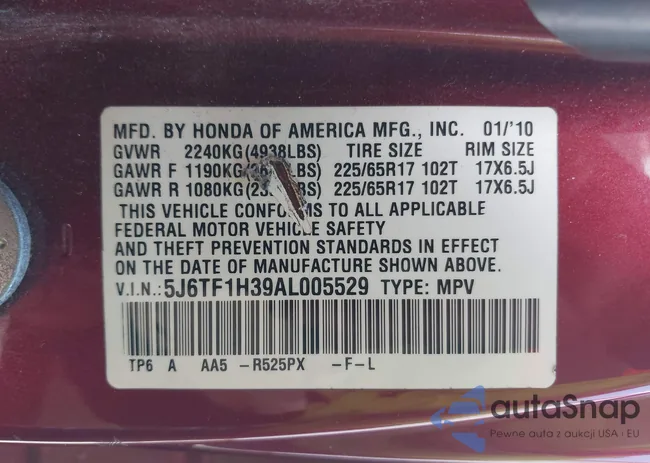 MFD. BY HONDA OF AMERICA MFG., INC. 01/'10
GVWR 2240KG(4938LBS) TIRE SIZE RIM SIZE
GAWR F 1190KG( 225/65R17 102T 17X6.5J
GAWR R 1080KG( 225/65R17 102T 17X6.5J
THIS VEHICLE TO ALL APPLICABLE
FEDERAL MOTOR SAFETY
AND THEFT PREVENTION STANDARDS IN EFFECT
ON THE DATE OF MANUFACTURE SHOWN ABOVE.
V.I.N.:5J6TF1H39AL005529 TYPE: MPV
TP6 A AA5 -R525PX -F-L
autaSnap
Pewne auta z aukcji USA · EU